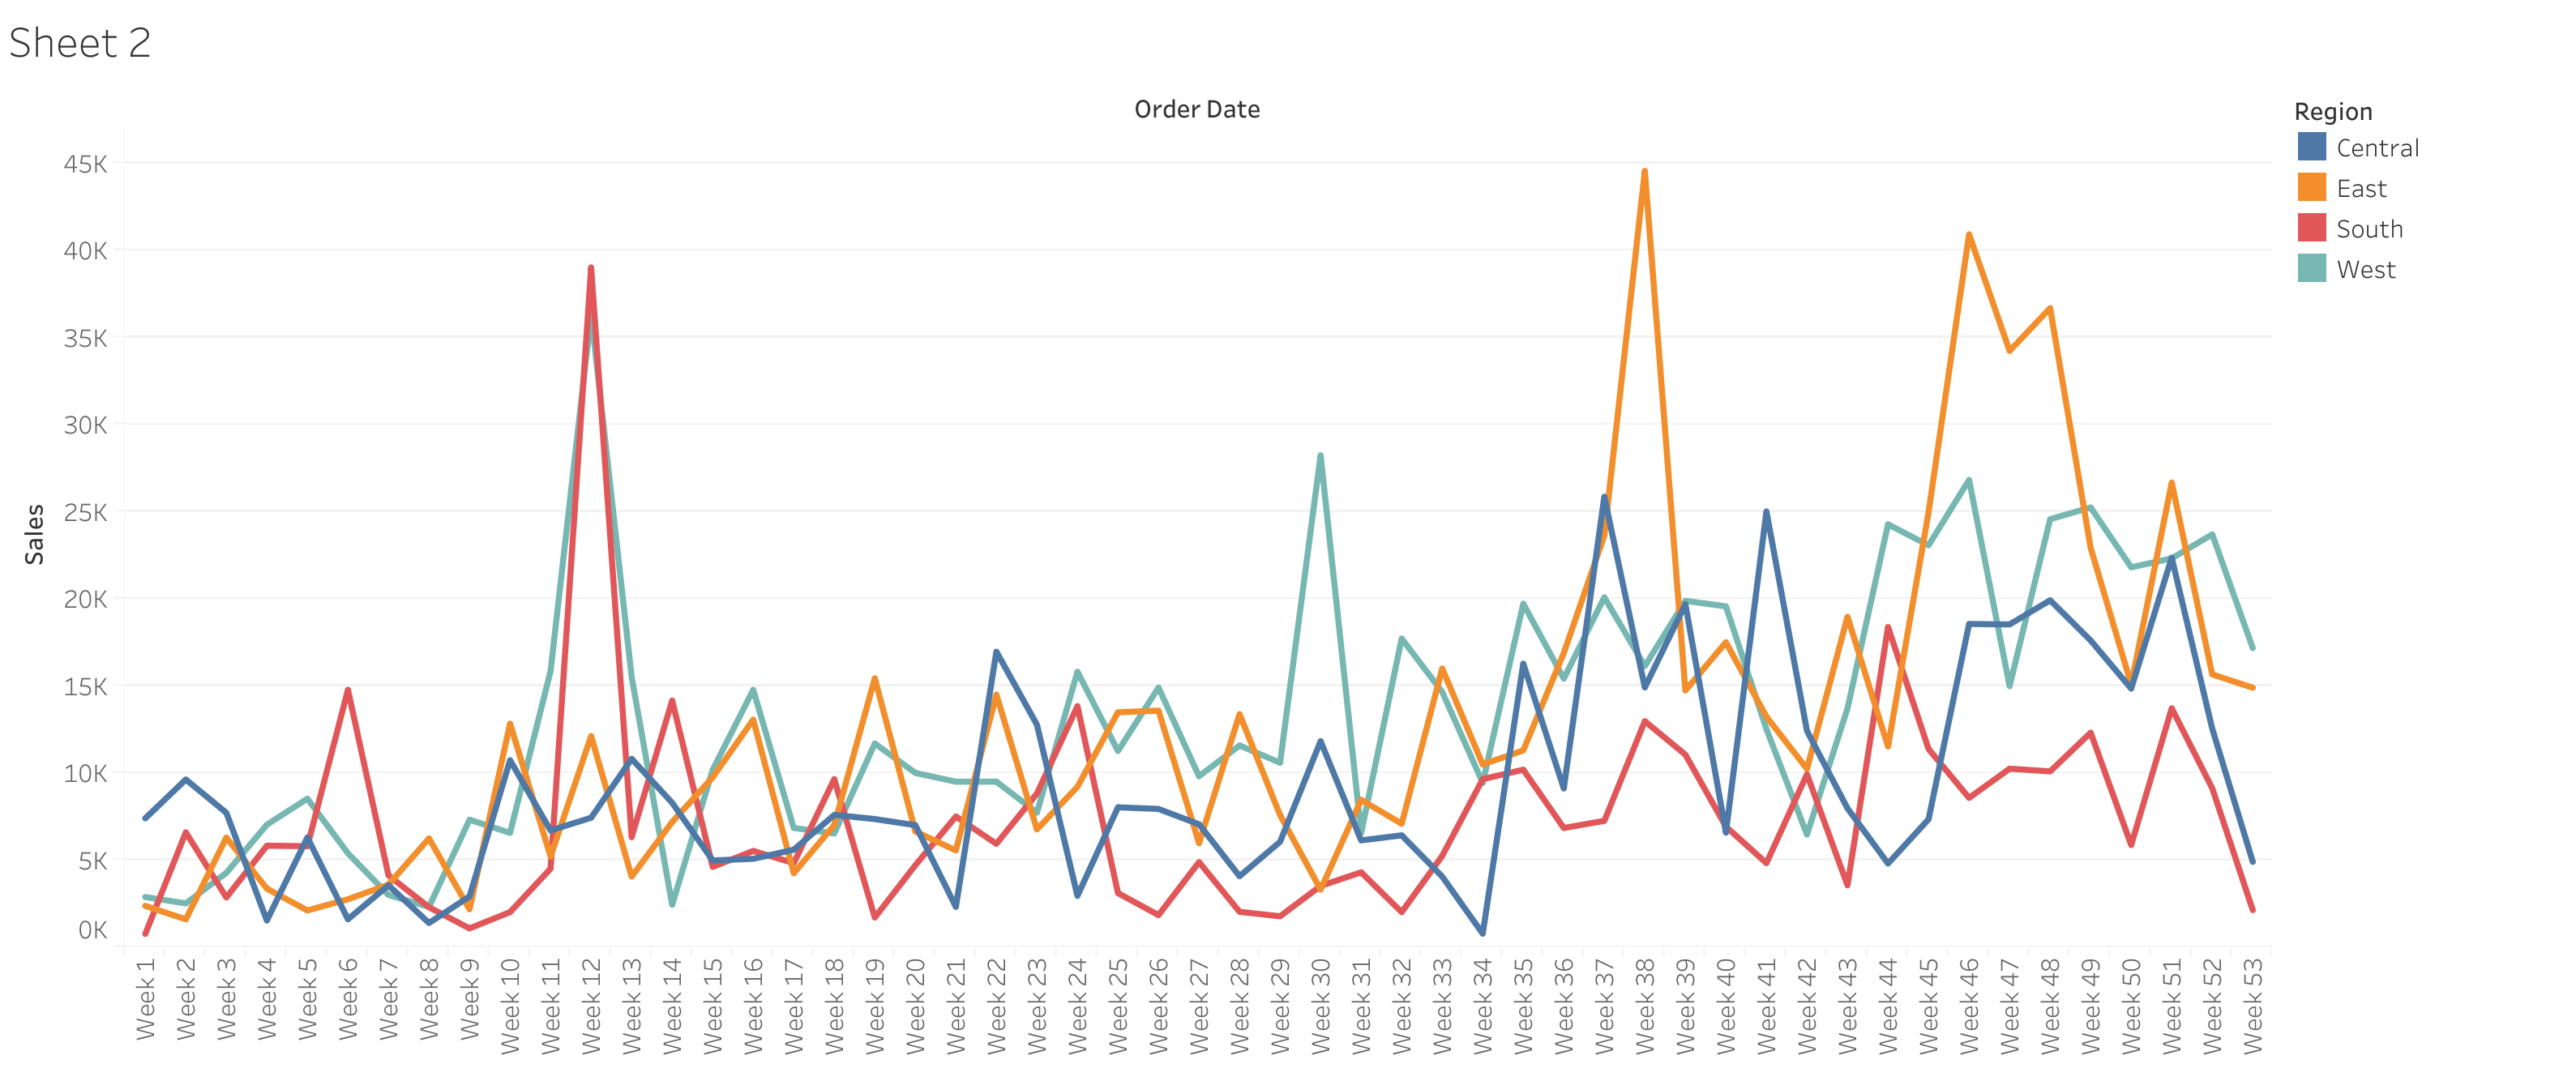 Sheet 2
Order Date
Region
Central
East
South
West
45K
40K
35K
30K
25K
20K
15K
10K
5K
0K
Sales
Week 1
Week 2
Week 3
Week 4
Week 5
Week 6
Week 7
Week 8
Week 9
Week 10
Week 11
Week 12
Week 13
Week 14
Week 15
Week 16
Week 17
Week 18
Week 19
Week 20
Week 21
Week 22
Week 23
Week 24
Week 25
Week 26
Week 27
Week 28
Week 29
Week 30
Week 31
Week 32
Week 33
Week 34
Week 35
Week 36
Week 37
Week 38
Week 39
Week 40
Week 41
Week 42
Week 43
Week 44
Week 45
Week 46
Week 47
Week 48
Week 49
Week 50
Week 51
Week 52
Week 53